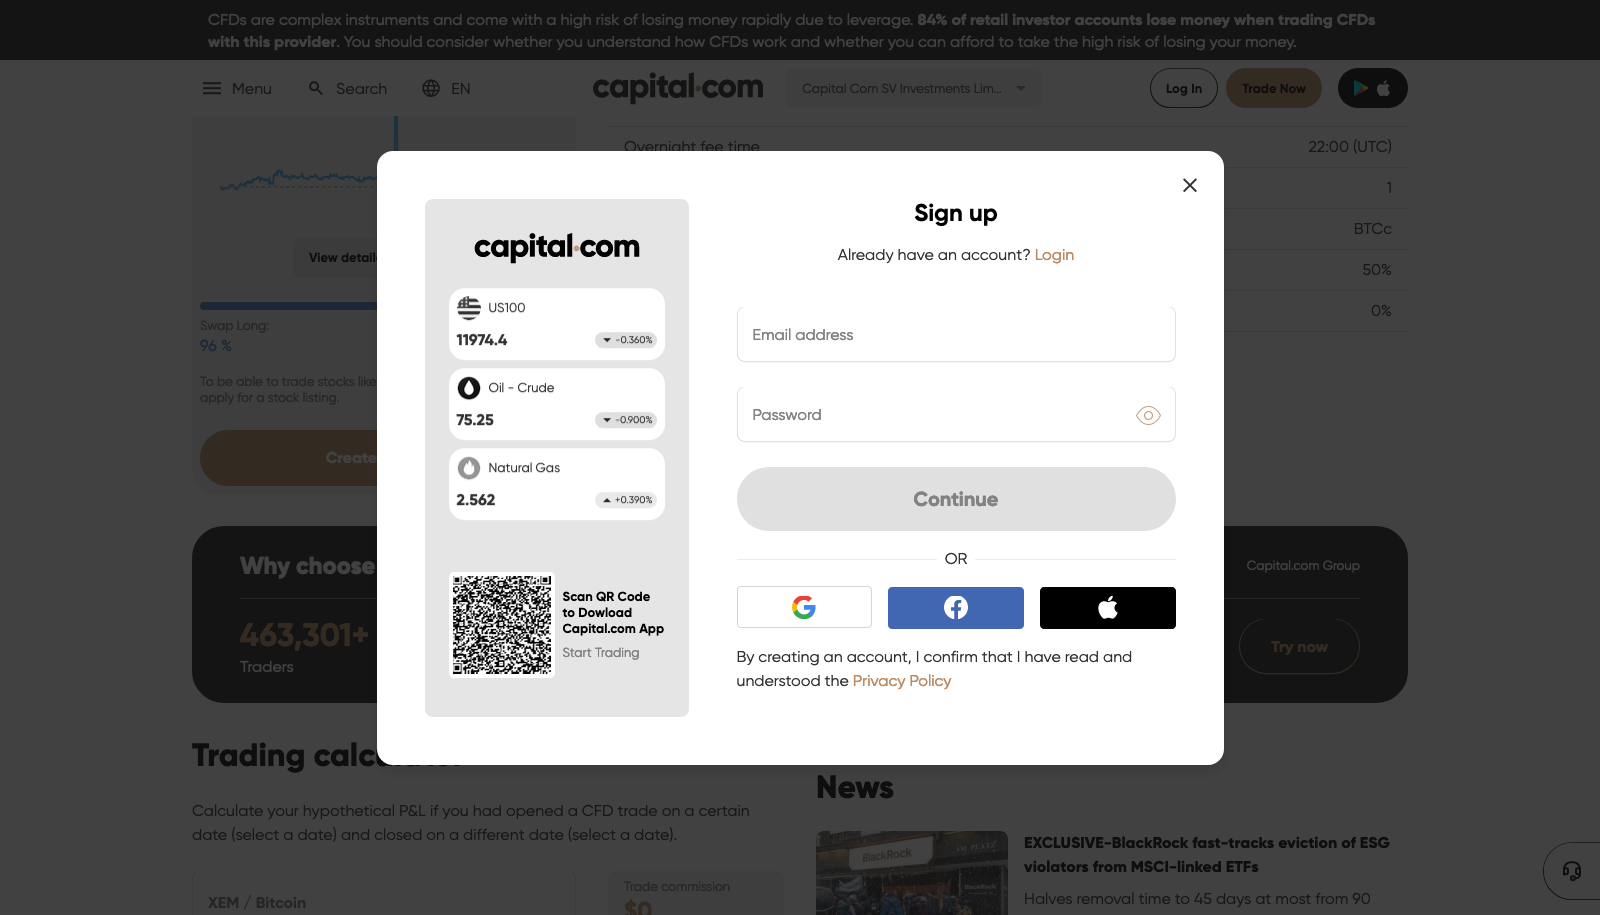 CFDs are complex instruments and come with a high risk of losing money rapidly due to leverage. 84% of retail investor accounts lose money when trading CFDs
with this provider. You should consider whether you understand how CFDs work and whether you can afford to take the high risk of losing your money.
Menu
Search
EN
capital.com
Capital Com SV Investments Lim...
Log In
Trade Now
Overnight fee time
22:00 (UTC)
1
BTCc
50%
0%
View details
Swap Long:
96 %
To be able to trade stocks like
apply for a stock listing.
Create
Sign up
Already have an account? Login
Email address
Password
Continue
OR
By creating an account, I confirm that I have read and
understood the Privacy Policy
capital.com
US100
11974.4
-0.360%
Oil - Crude
75.25
-0.900%
Natural Gas
2.562
+0.390%
Scan QR Code
to Dowload
Capital.com App
Start Trading
Why choose
463,301+
Traders
Capital.com Group
Try now
Trading calculator
Calculate your hypothetical P&L if you had opened a CFD trade on a certain
date (select a date) and closed on a different date (select a date).
XEM / Bitcoin
Trade commission
$0
News
BlackRock
BlackRock
EXCLUSIVE-BlackRock fast-tracks eviction of ESG
violators from MSCI-linked ETFs
Halves removal time to 45 days at most from 90